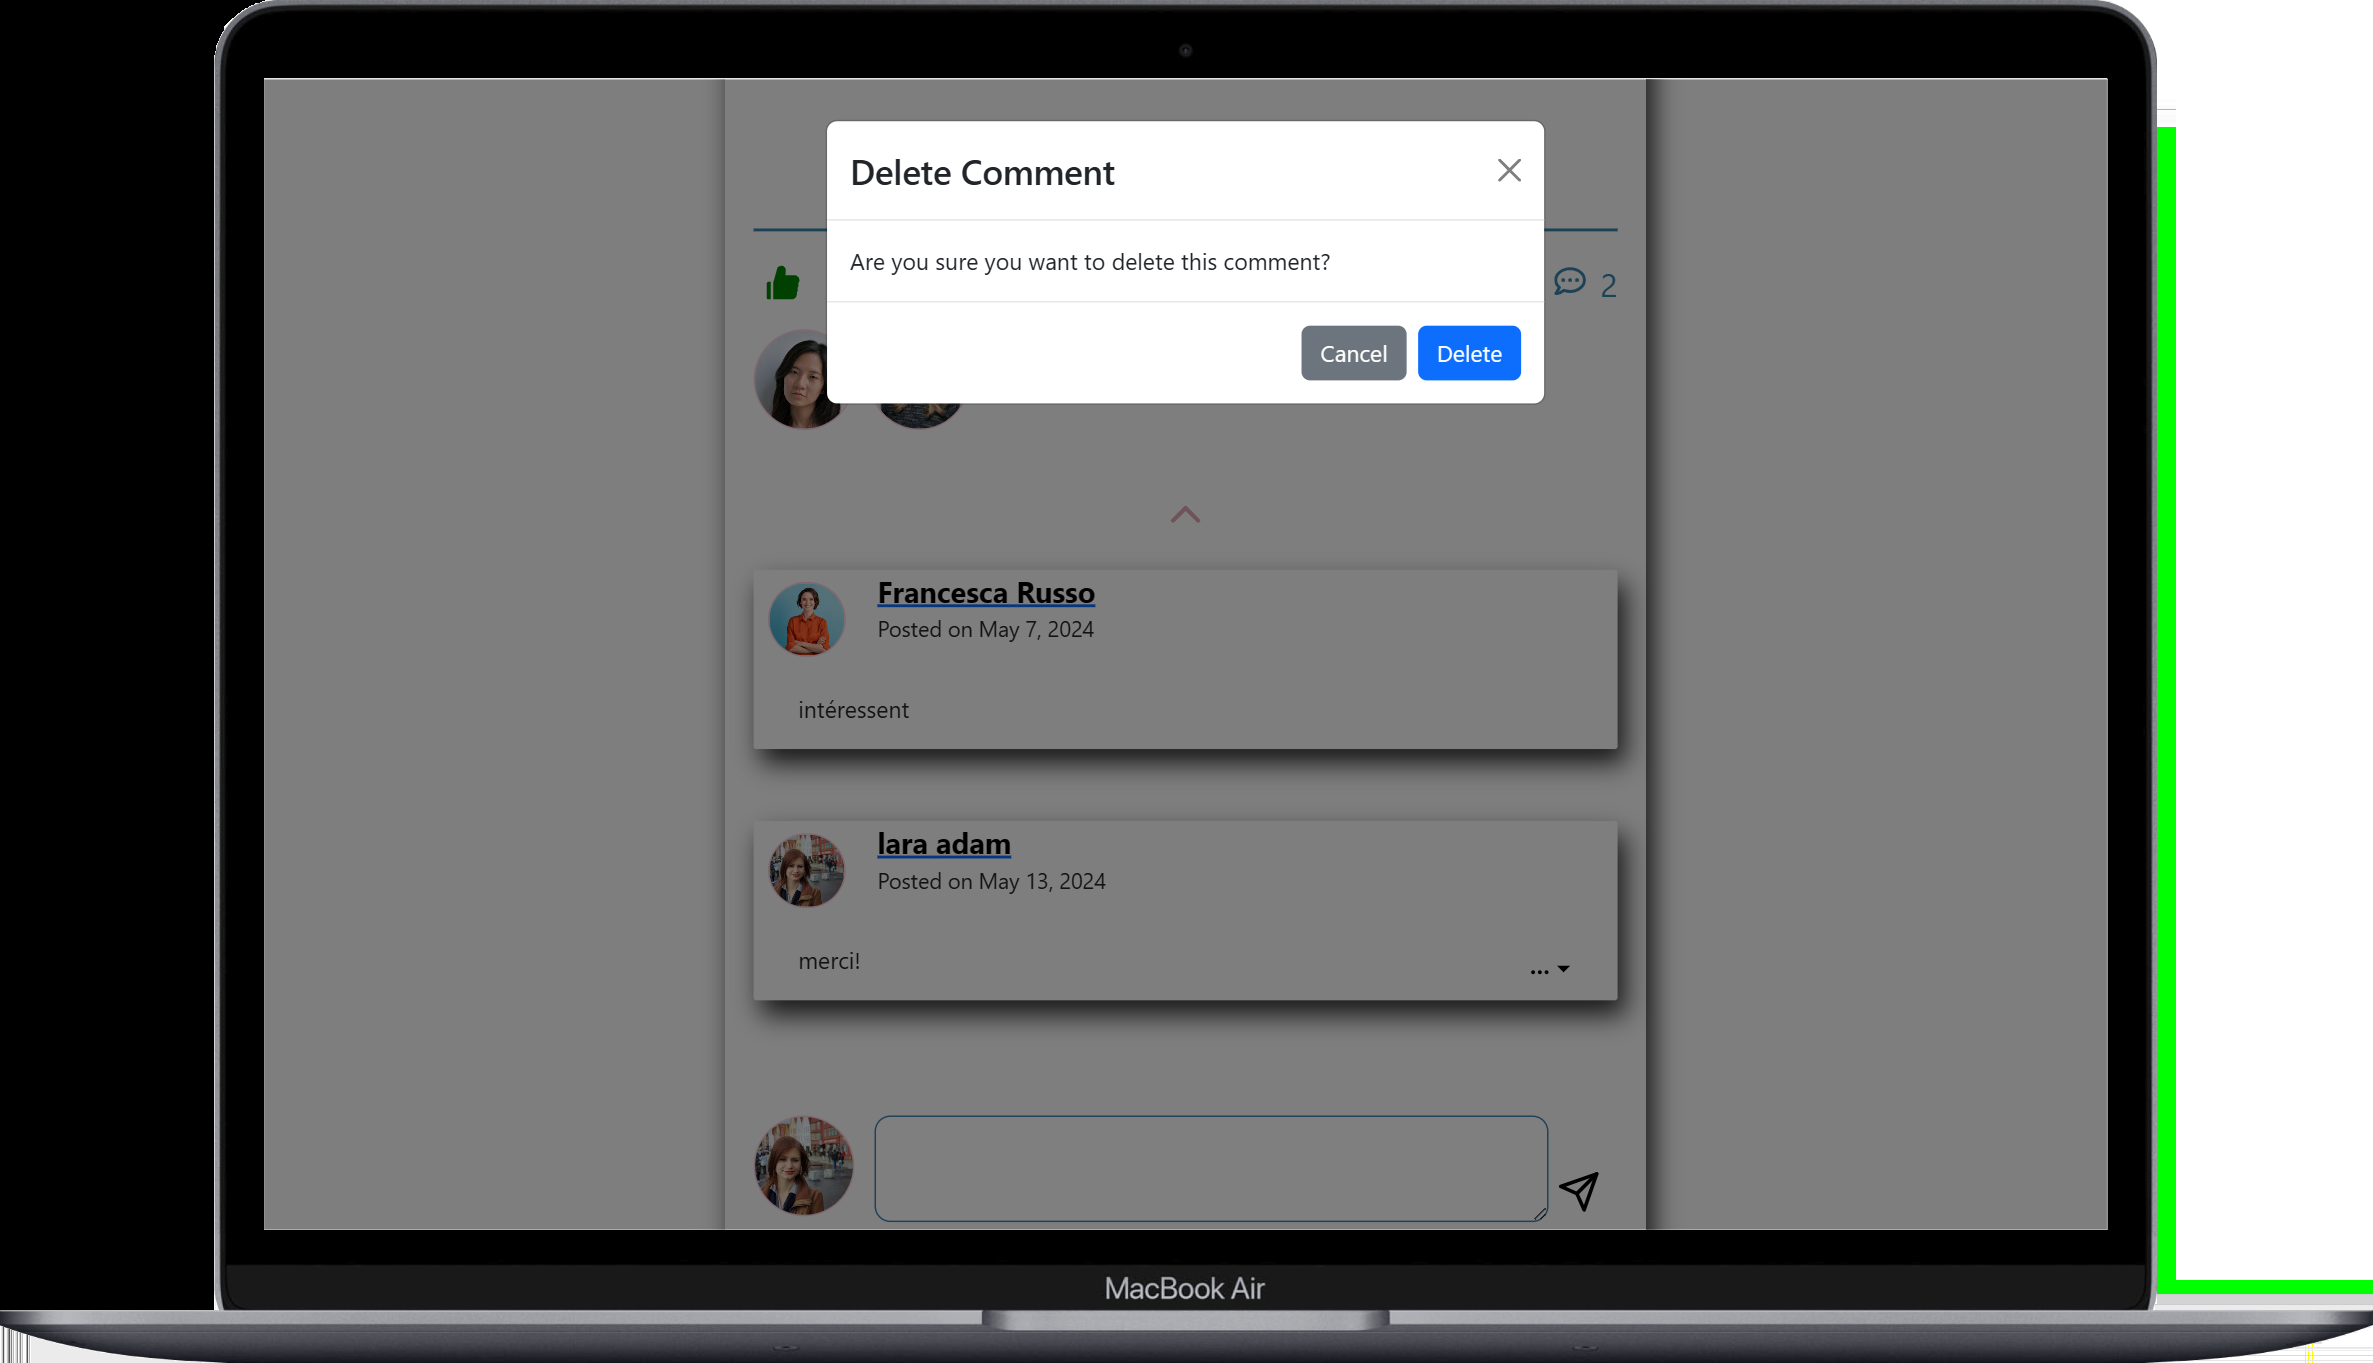 Delete Comment
Are you sure you want to delete this comment?
2
Cancel Delete
Francesca Russo
Posted on May 7, 2024
intéressent
lara adam
Posted on May 13, 2024
merci!
...
MacBook Air